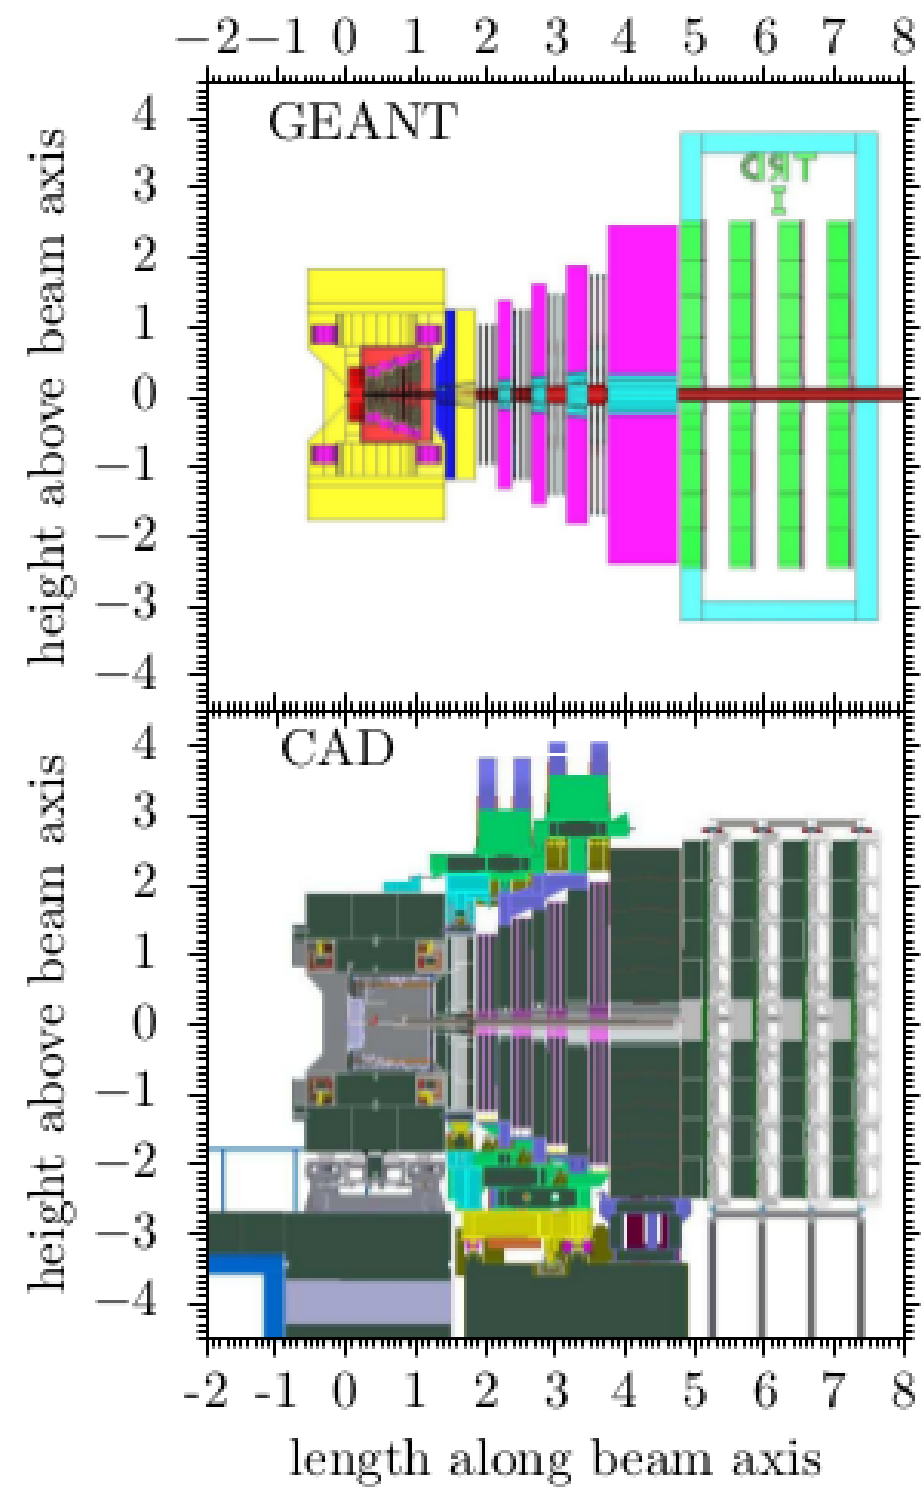 −2 −1 0 1 2 3 4 5 6 7 8
GEANT
TRD
I
4
3
2
1
0
−1
−2
−3
−4
height above beam axis
CAD
4
3
2
1
0
−1
−2
−3
−4
height above beam axis
-2 -1 0 1 2 3 4 5 6 7 8
length along beam axis